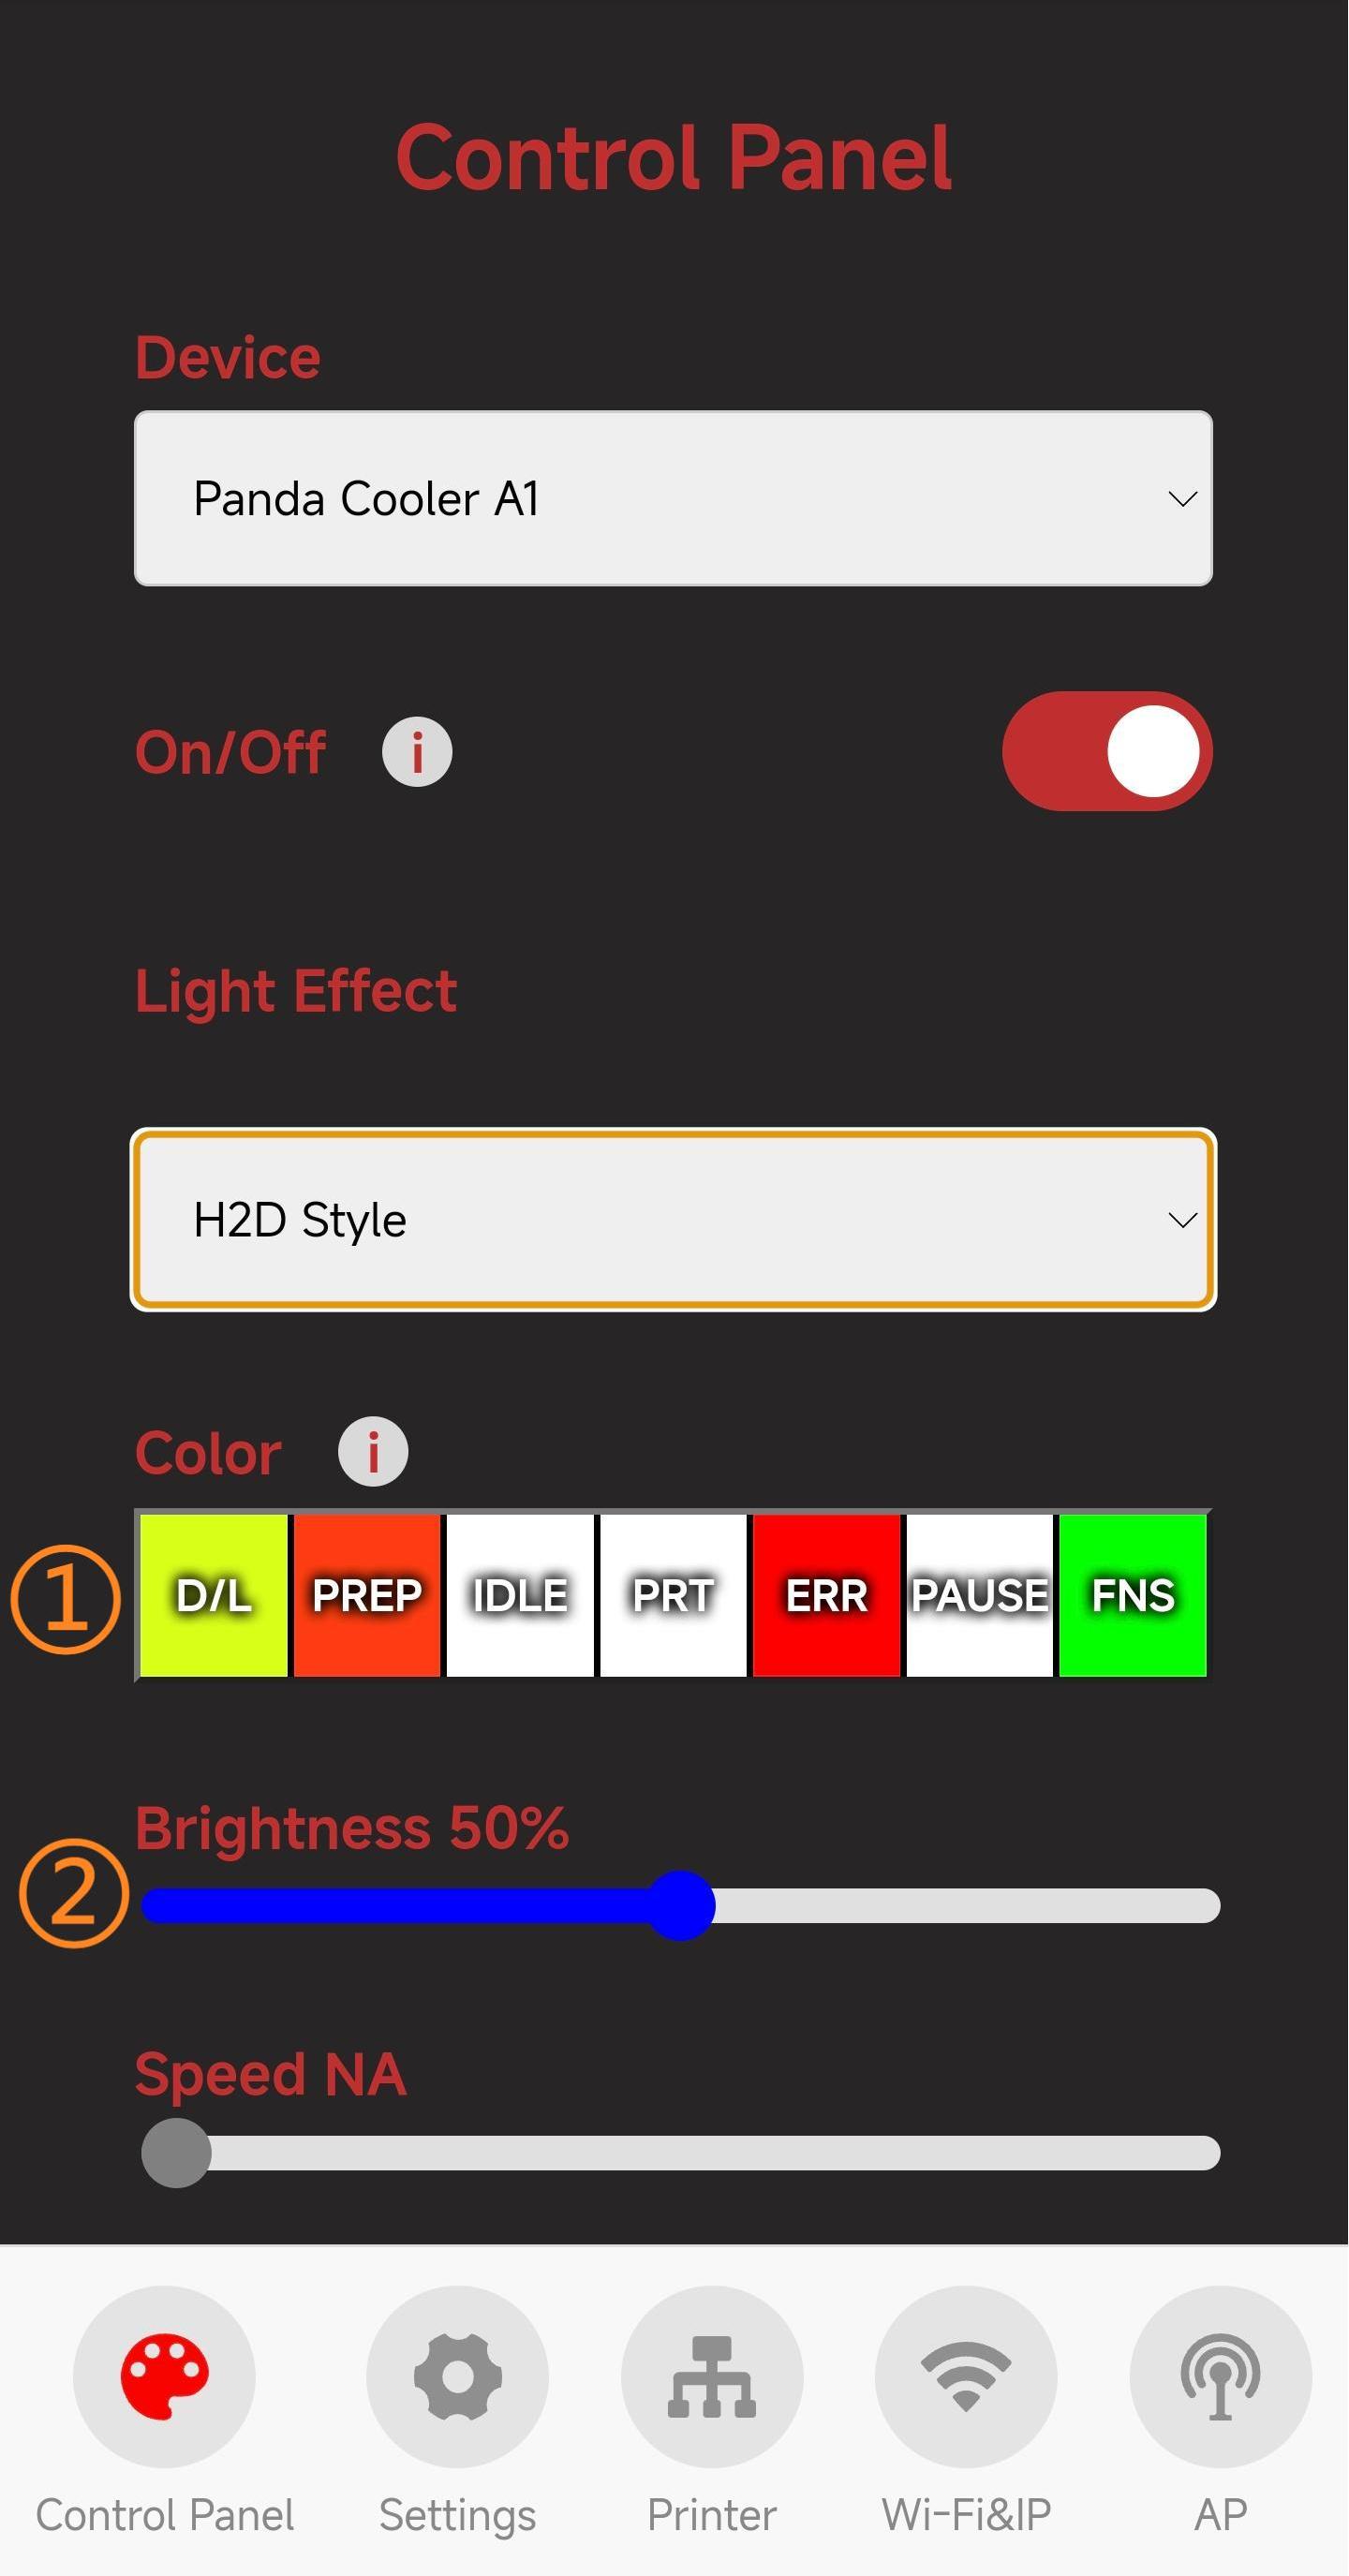 Control Panel
Device
Panda Cooler A1
On/Off i
Light Effect
H2D Style
Color i
① D/L PREP IDLE PRT ERR PAUSE FNS
Brightness 50%
②
Speed NA
Control Panel Settings Printer Wi-Fi&IP AP